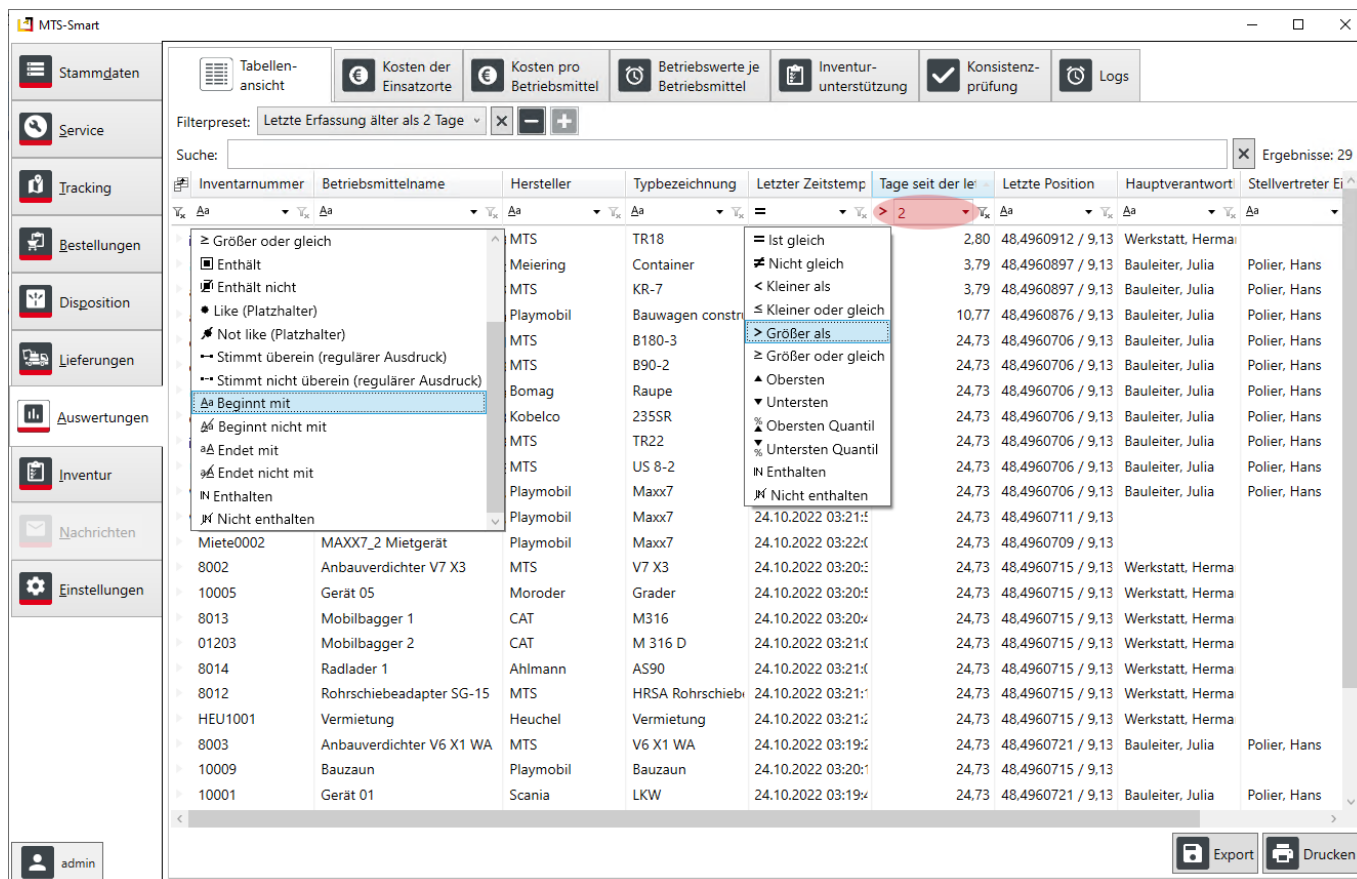 MTS-Smart
Stammdaten
Service
Tracking
Bestellungen
Disposition
Lieferungen
Auswertungen
Inventur
Nachrichten
Einstellungen
admin
Tabellen-
ansicht
Kosten der
Einsatzorte
Kosten pro
Betriebsmittel
Betriebswerte je
Betriebsmittel
Inventur-
unterstützung
Konsistenz-
prüfung
Logs
Filterpreset: Letzte Erfassung älter als 2 Tage
Suche: Ergebnisse: 29
Inventarnummer Betriebsmittelname Hersteller Typbezeichnung Letzter Zeitstemp Tage seit der le Letzte Position Hauptverantwortl Stellvertreter Ei
Aa Aa Aa Aa = > 2 Aa Aa Aa
≥ Größer oder gleich
Enthält
Enthält nicht
Like (Platzhalter)
Not like (Platzhalter)
Stimmt überein (regulärer Ausdruck)
Stimmt nicht überein (regulärer Ausdruck)
Aa Beginnt mit
Aa Beginnt nicht mit
aA Endet mit
aA Endet nicht mit
IN Enthalten
IN Nicht enthalten
= Ist gleich
≠ Nicht gleich
< Kleiner als
≤ Kleiner oder gleich
> Größer als
≥ Größer oder gleich
▲ Obersten
▼ Untersten
% Obersten Quantil
% Untersten Quantil
IN Enthalten
IN Nicht enthalten
MTS TR18 2,80 48,4960912 / 9,13 Werkstatt, Herma
Meiering Container 3,79 48,4960897 / 9,13 Bauleiter, Julia Polier, Hans
MTS KR-7 3,79 48,4960897 / 9,13 Bauleiter, Julia Polier, Hans
Playmobil Bauwagen constru 10,77 48,4960876 / 9,13 Bauleiter, Julia Polier, Hans
MTS B180-3 24,73 48,4960706 / 9,13 Bauleiter, Julia Polier, Hans
MTS B90-2 24,73 48,4960706 / 9,13 Bauleiter, Julia Polier, Hans
Bomag Raupe 24,73 48,4960706 / 9,13 Bauleiter, Julia Polier, Hans
Kobelco 235SR 24,73 48,4960706 / 9,13 Bauleiter, Julia Polier, Hans
MTS TR22 24,73 48,4960706 / 9,13 Bauleiter, Julia Polier, Hans
MTS US 8-2 24,73 48,4960706 / 9,13 Bauleiter, Julia Polier, Hans
Playmobil Maxx7 24,73 48,4960706 / 9,13 Bauleiter, Julia Polier, Hans
Playmobil Maxx7 24.10.2022 03:21:5 24,73 48,4960711 / 9,13
Miete0002 MAXX7_2 Mietgerät Playmobil Maxx7 24.10.2022 03:22:0 24,73 48,4960709 / 9,13
8002 Anbauverdichter V7 X3 MTS V7 X3 24.10.2022 03:20:3 24,73 48,4960715 / 9,13 Werkstatt, Herma
10005 Gerät 05 Moroder Grader 24.10.2022 03:20:5 24,73 48,4960715 / 9,13 Werkstatt, Herma
8013 Mobilbagger 1 CAT M316 24.10.2022 03:20:4 24,73 48,4960715 / 9,13 Werkstatt, Herma
01203 Mobilbagger 2 CAT M 316 D 24.10.2022 03:21:0 24,73 48,4960715 / 9,13 Werkstatt, Herma
8014 Radlader 1 Ahlmann AS90 24.10.2022 03:21:0 24,73 48,4960715 / 9,13 Werkstatt, Herma
8012 Rohrschiebeadapter SG-15 MTS HRSA Rohrschieb 24.10.2022 03:21:1 24,73 48,4960715 / 9,13 Werkstatt, Herma
HEU1001 Vermietung Heuchel Vermietung 24.10.2022 03:21:2 24,73 48,4960715 / 9,13 Werkstatt, Herma
8003 Anbauverdichter V6 X1 WA MTS V6 X1 WA 24.10.2022 03:19:2 24,73 48,4960721 / 9,13 Bauleiter, Julia Polier, Hans
10009 Bauzaun Playmobil Bauzaun 24.10.2022 03:20:1 24,73 48,4960715 / 9,13
10001 Gerät 01 Scania LKW 24.10.2022 03:19:4 24,73 48,4960721 / 9,13 Bauleiter, Julia Polier, Hans
Export Drucken